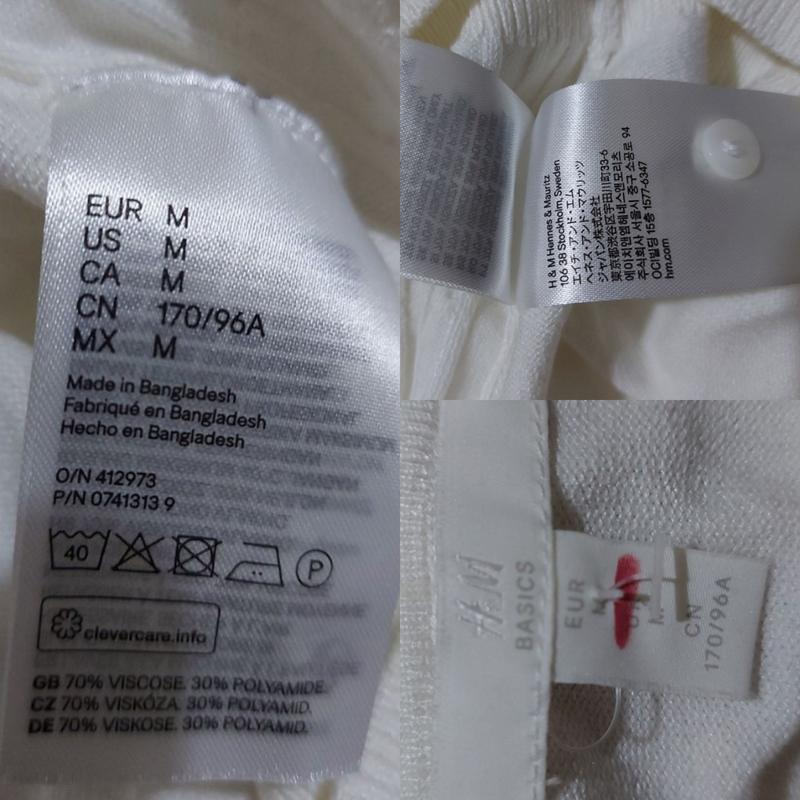 EUR M
US M
CA M
CN 170/96A
MX M
Made in Bangladesh
Fabriqué en Bangladesh
Hecho en Bangladesh
O/N 412973
P/N 0741313 9
40
P
clevercare.info
GB 70% VISCOSE. 30% POLYAMIDE.
CZ 70% VISKÓZA. 30% POLYAMID.
DE 70% VISKOSE. 30% POLYAMID.
H & M Hennes & Mauritz
106 38 Stockholm, Sweden
エイチ・アンド・エム
ヘネス・アンド・マウリッツ
ジャパン株式会社
東京都渋谷区宇田川町33-6
에이치앤엠헤네스앤모리츠
주식회사 서울시 중구 소공로 94
OCI빌딩 15층 1577-6347
hm.com
H&M
BASICS
EUR
M
M
CN
170/96A